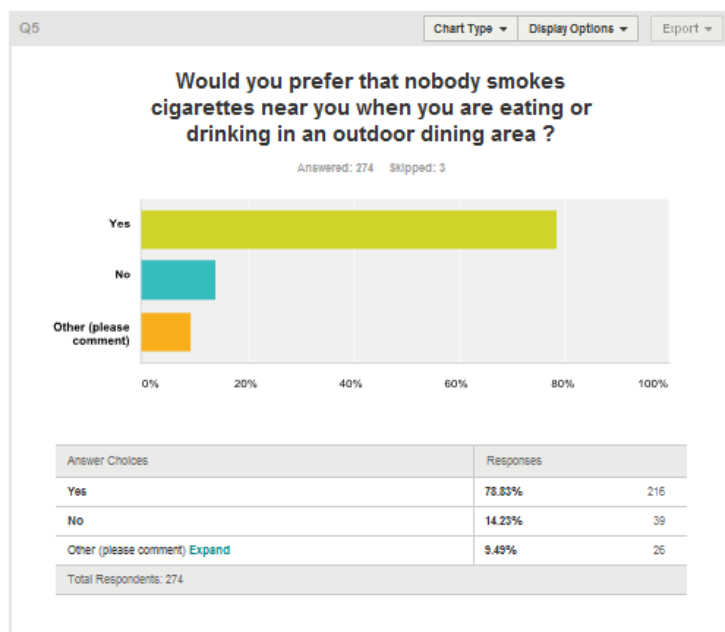 Q5
Chart Type
Display Options
Export
Would you prefer that nobody smokes
cigarettes near you when you are eating or
drinking in an outdoor dining area ?
Answered: 274 Skipped: 3
Yes
No
Other (please
comment)
0% 20% 40% 60% 80% 100%
Answer Choices Responses
Yes 78.83% 216
No 14.23% 39
Other (please comment) Expand 9.49% 26
Total Respondents: 274